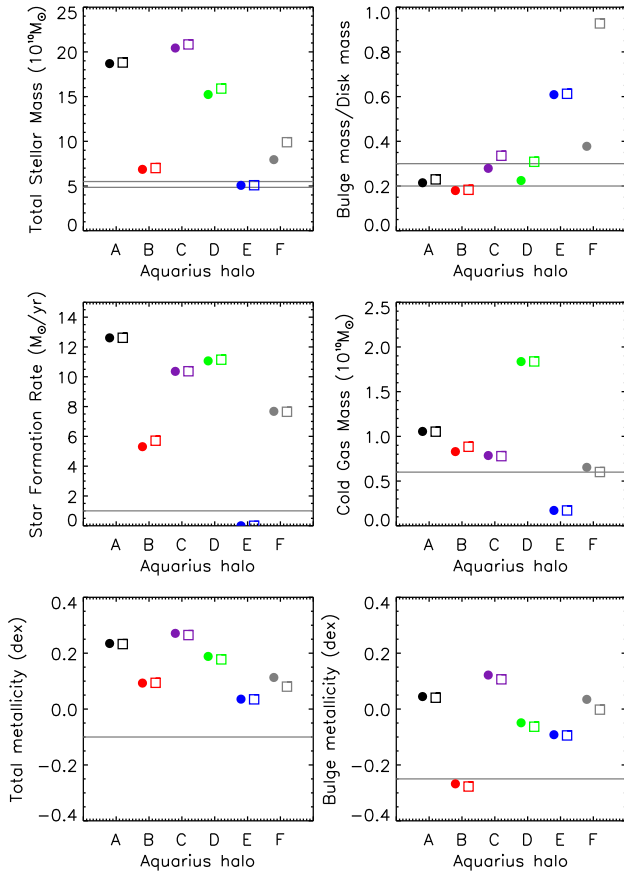 Total Stellar Mass (10¹⁰M☉)
25
20
15
10
5
0
A B C D E F
Aquarius halo
Bulge mass/Disk mass
1.0
0.8
0.6
0.4
0.2
0.0
A B C D E F
Aquarius halo
Star Formation Rate (M☉/yr)
14
12
10
8
6
4
2
0
A B C D E F
Aquarius halo
Cold Gas Mass (10¹⁰M☉)
2.5
2.0
1.5
1.0
0.5
0.0
A B C D E F
Aquarius halo
Total metallicity (dex)
0.4
0.2
0.0
−0.2
−0.4
A B C D E F
Aquarius halo
Bulge metallicity (dex)
0.4
0.2
0.0
−0.2
−0.4
A B C D E F
Aquarius halo